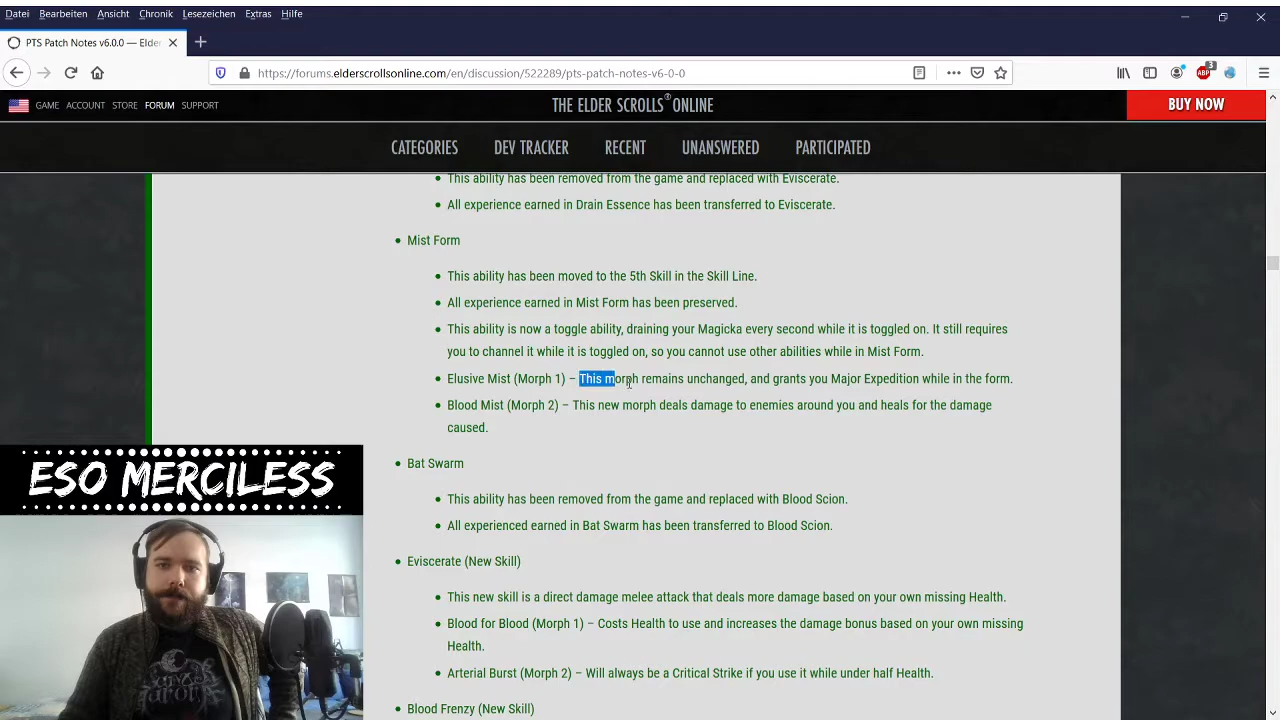 Datei Bearbeiten Ansicht Chronik Lesezeichen Extras Hilfe
PTS Patch Notes v6.0.0 — Elder
https://forums.elderscrollsonline.com/en/discussion/522289/pts-patch-notes-v6-0-0
ABP 3
GAME ACCOUNT STORE FORUM SUPPORT
THE ELDER SCROLLS® ONLINE
BUY NOW
CATEGORIES DEV TRACKER RECENT UNANSWERED PARTICIPATED
• This ability has been removed from the game and replaced with Eviscerate.
• All experience earned in Drain Essence has been transferred to Eviscerate.
• Mist Form
• This ability has been moved to the 5th Skill in the Skill Line.
• All experience earned in Mist Form has been preserved.
• This ability is now a toggle ability, draining your Magicka every second while it is toggled on. It still requires
you to channel it while it is toggled on, so you cannot use other abilities while in Mist Form.
• Elusive Mist (Morph 1) – This morph remains unchanged, and grants you Major Expedition while in the form.
• Blood Mist (Morph 2) – This new morph deals damage to enemies around you and heals for the damage
caused.
• Bat Swarm
• This ability has been removed from the game and replaced with Blood Scion.
• All experienced earned in Bat Swarm has been transferred to Blood Scion.
• Eviscerate (New Skill)
• This new skill is a direct damage melee attack that deals more damage based on your own missing Health.
• Blood for Blood (Morph 1) – Costs Health to use and increases the damage bonus based on your own missing
Health.
• Arterial Burst (Morph 2) – Will always be a Critical Strike if you use it while under half Health.
• Blood Frenzy (New Skill)
ESO MERCILESS